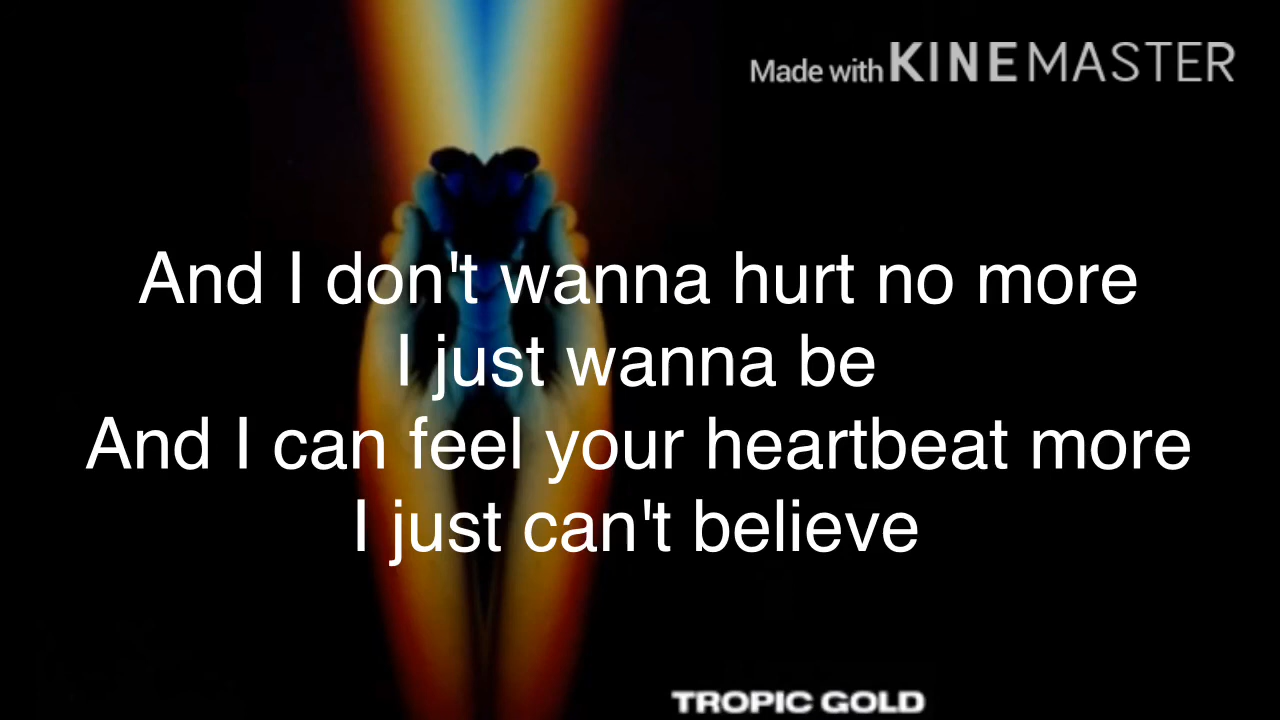 Made with KINEMASTER
And I don't wanna hurt no more
I just wanna be
And I can feel your heartbeat more
I just can't believe
TROPIC GOLD